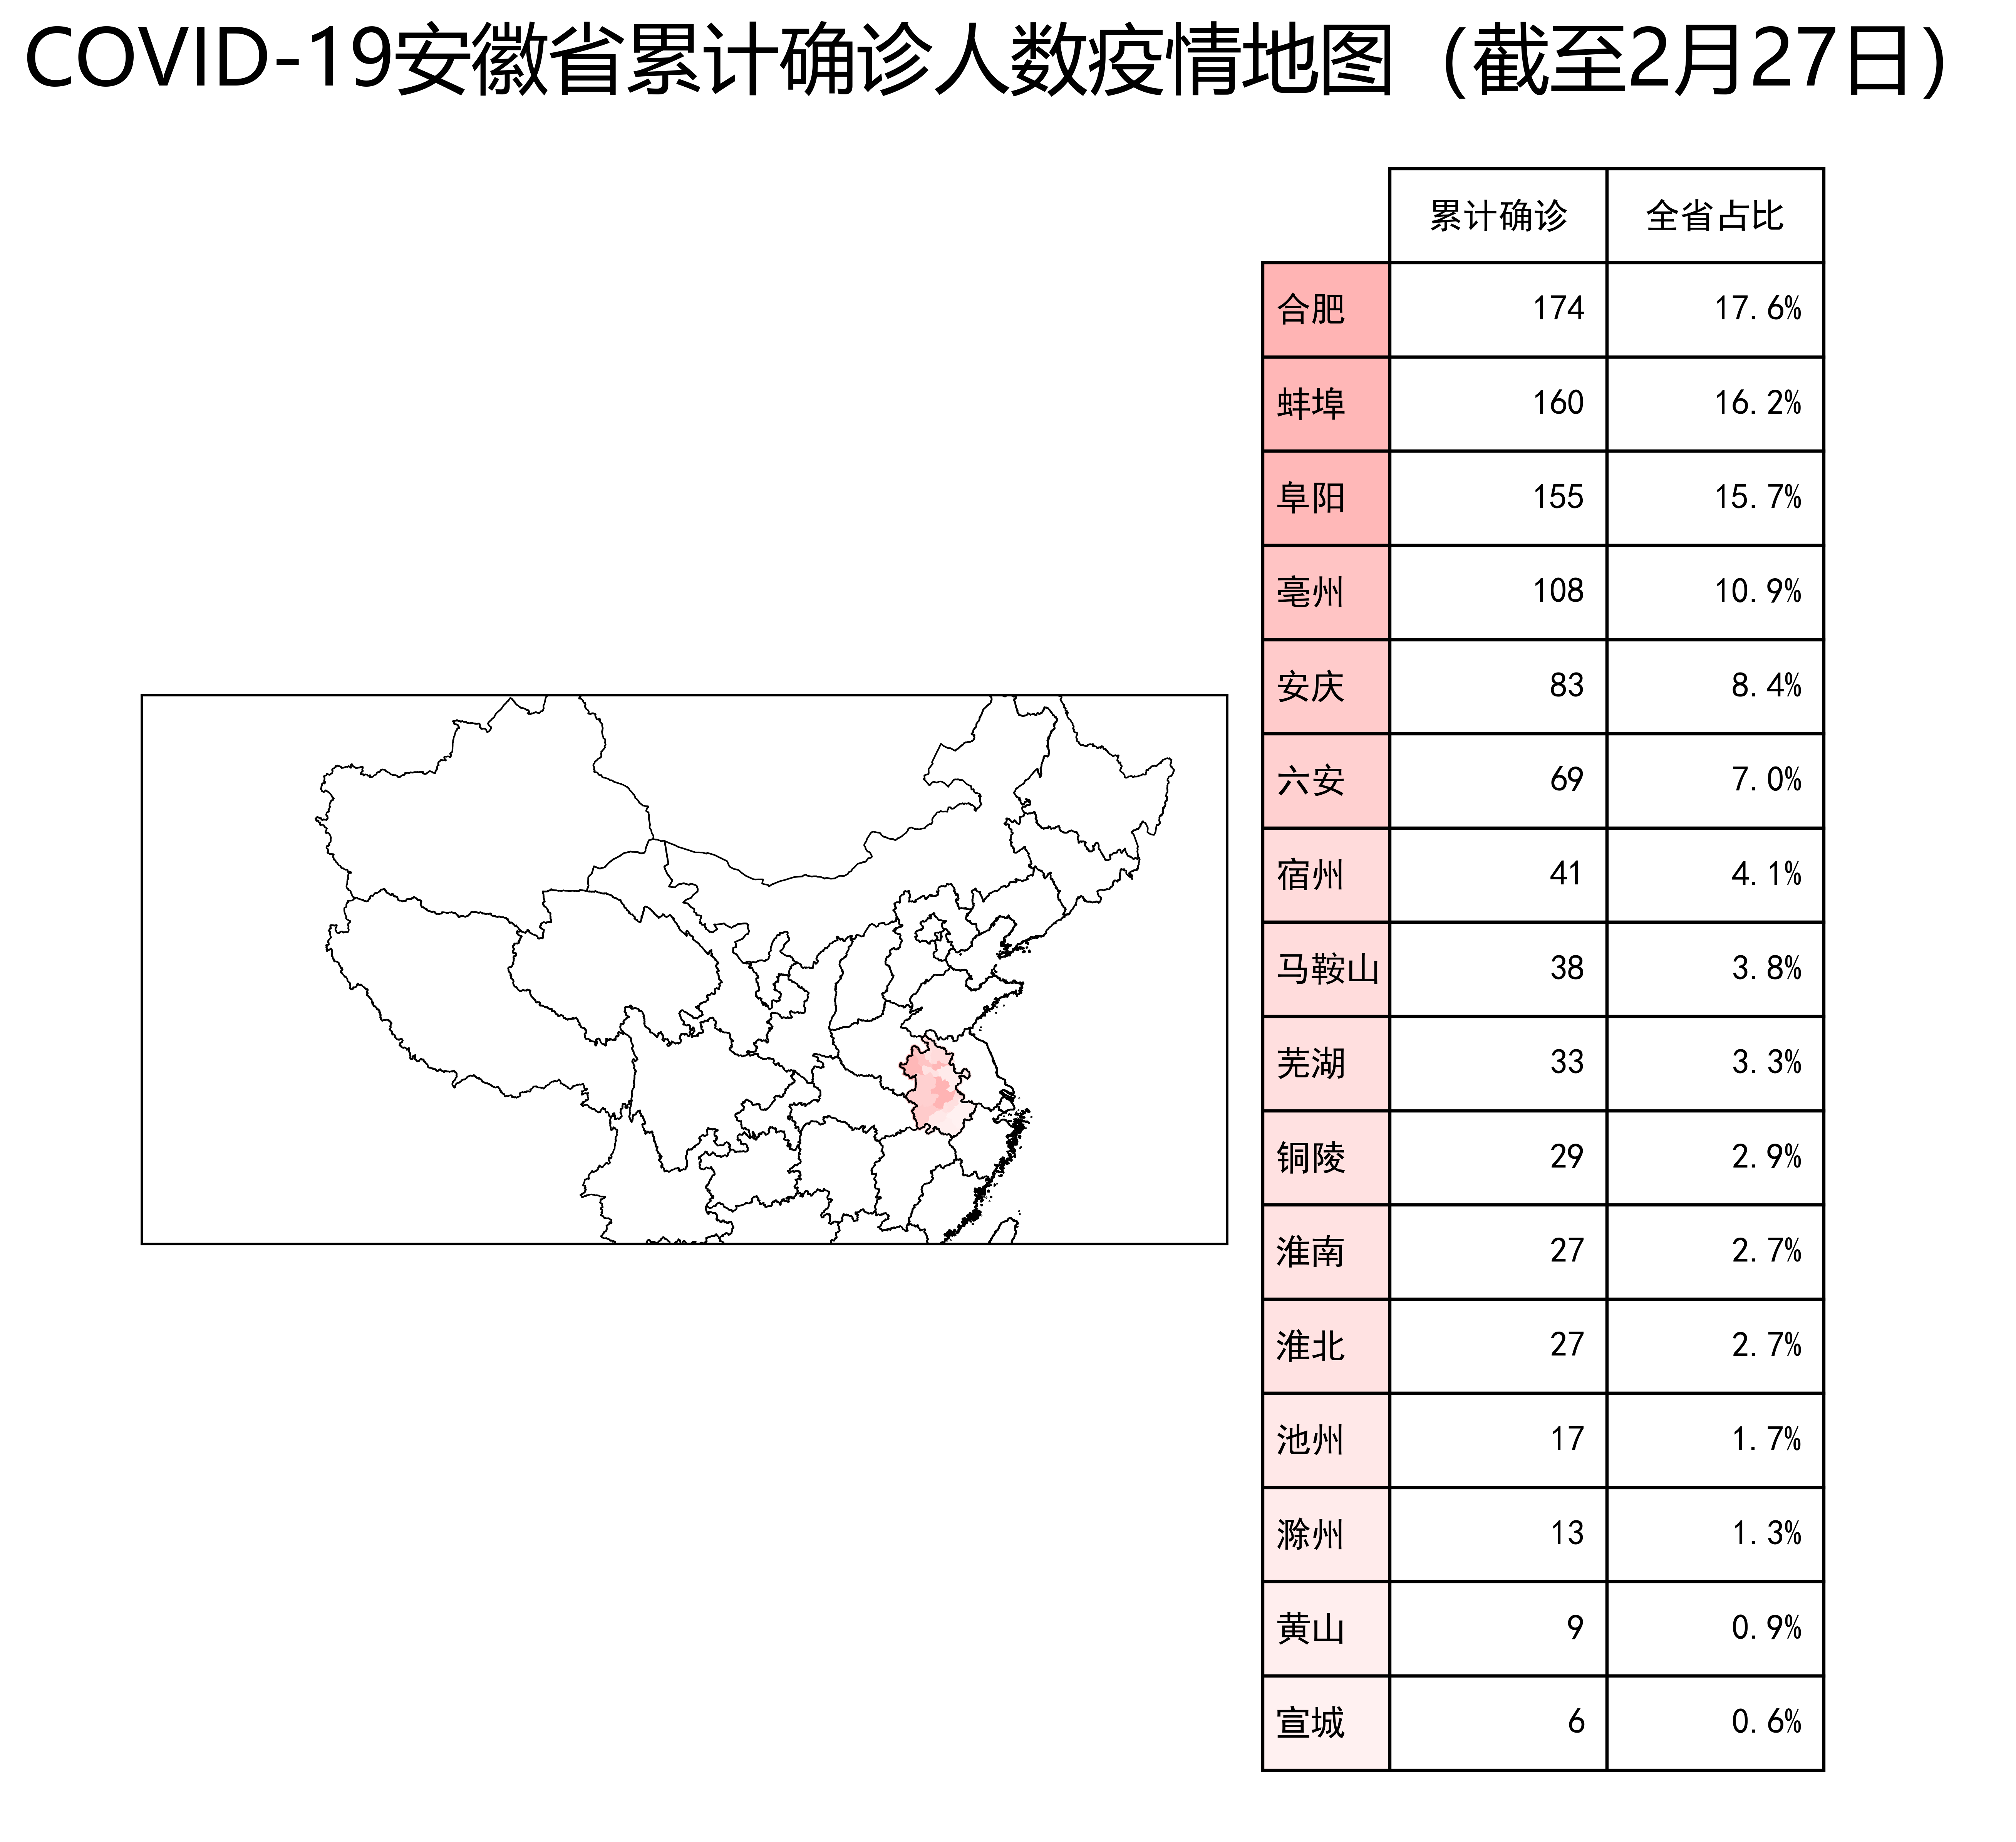 COVID-19安徽省累计确诊人数疫情地图（截至2月27日）
累计确诊 全省占比
合肥 174 17.6%
蚌埠 160 16.2%
阜阳 155 15.7%
亳州 108 10.9%
安庆 83 8.4%
六安 69 7.0%
宿州 41 4.1%
马鞍山 38 3.8%
芜湖 33 3.3%
铜陵 29 2.9%
淮南 27 2.7%
淮北 27 2.7%
池州 17 1.7%
滁州 13 1.3%
黄山 9 0.9%
宣城 6 0.6%